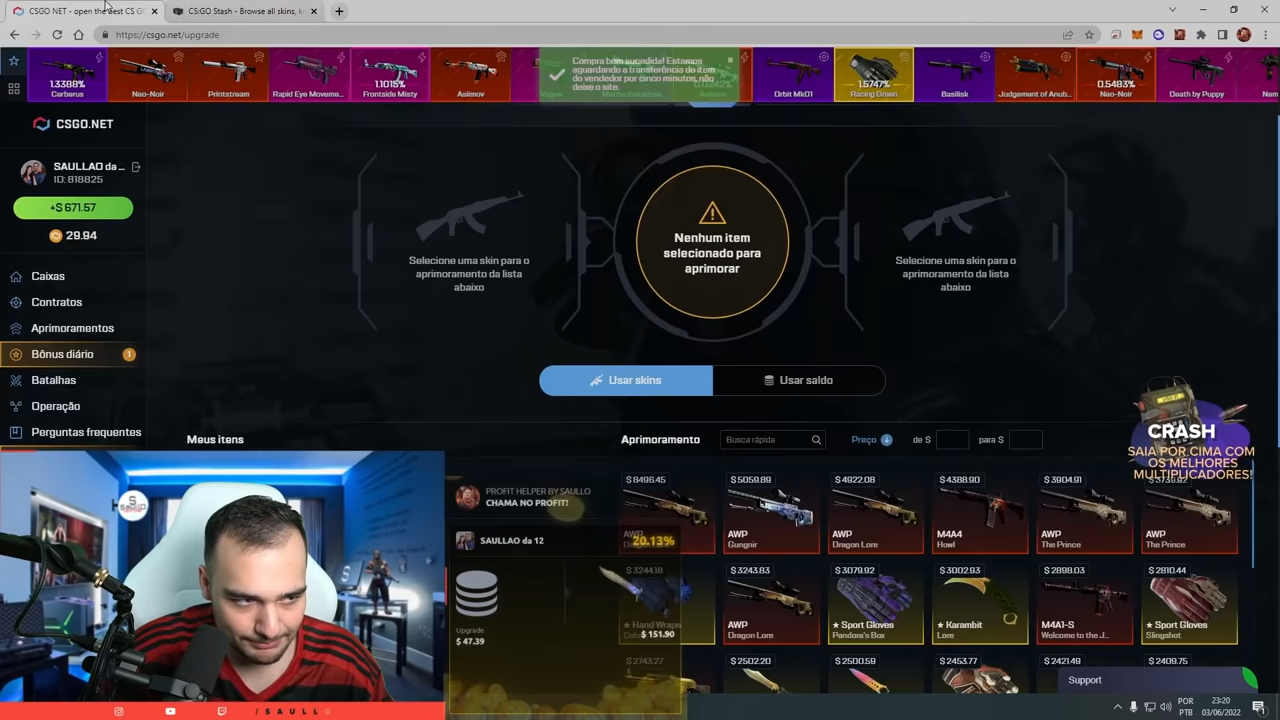 CSGO NET - open the best CS GO
CSGO Stash - Browse all skins, k
https://csgo.net/upgrade
1.3388%
Cerberus
Neo-Noir
Printstream
Rapid Eye Moveme...
1.1015%
Frontside Misty
Asiimov
Compra bem sucedida! Estamos
aguardando a transferência do item
do vendedor por cinco minutos, não
deixe o site.
Orbit Mk01
1.5747%
Racing Green
Basilisk
Judgement of Anub...
0.5493%
Neo-Noir
Death by Puppy
CSGO.NET
SAULLAO da ...
ID: 818825
+$ 671.57
29.94
Caixas
Contratos
Aprimoramentos
Bônus diário
1
Batalhas
Operação
Perguntas frequentes
Selecione uma skin para o
aprimoramento da lista
abaixo
Nenhum item
selecionado para
aprimorar
Selecione uma skin para o
aprimoramento da lista
abaixo
Usar skins
Usar saldo
Meus itens
Aprimoramento
Busca rápida
Preço
de $
para $
CRASH
SAIA POR CIMA COM
OS MELHORES
MULTIPLICADORES!
PROFIT HELPER BY SAULLO
CHAMA NO PROFIT!
SAULLAO da 12
20.13%
Upgrade
$ 47.39
$ 151.90
$ 8496.45
AWP
$ 5059.89
AWP
Gungnir
$ 4922.08
AWP
Dragon Lore
$ 4388.90
M4A4
Howl
$ 3904.91
AWP
The Prince
AWP
The Prince
$ 3244.18
★ Hand Wraps
$ 3243.83
AWP
Dragon Lore
$ 3079.92
★ Sport Gloves
Pandora's Box
$ 3002.93
★ Karambit
Lore
$ 2898.03
M4A1-S
Welcome to the J...
$ 2810.44
★ Sport Gloves
Slingshot
$ 2743.27
$ 2502.20
$ 2500.59
$ 2453.77
$ 2421.49
$ 2409.75
Support
/ S A U L L O
POR
PTB
23:20
03/06/2022